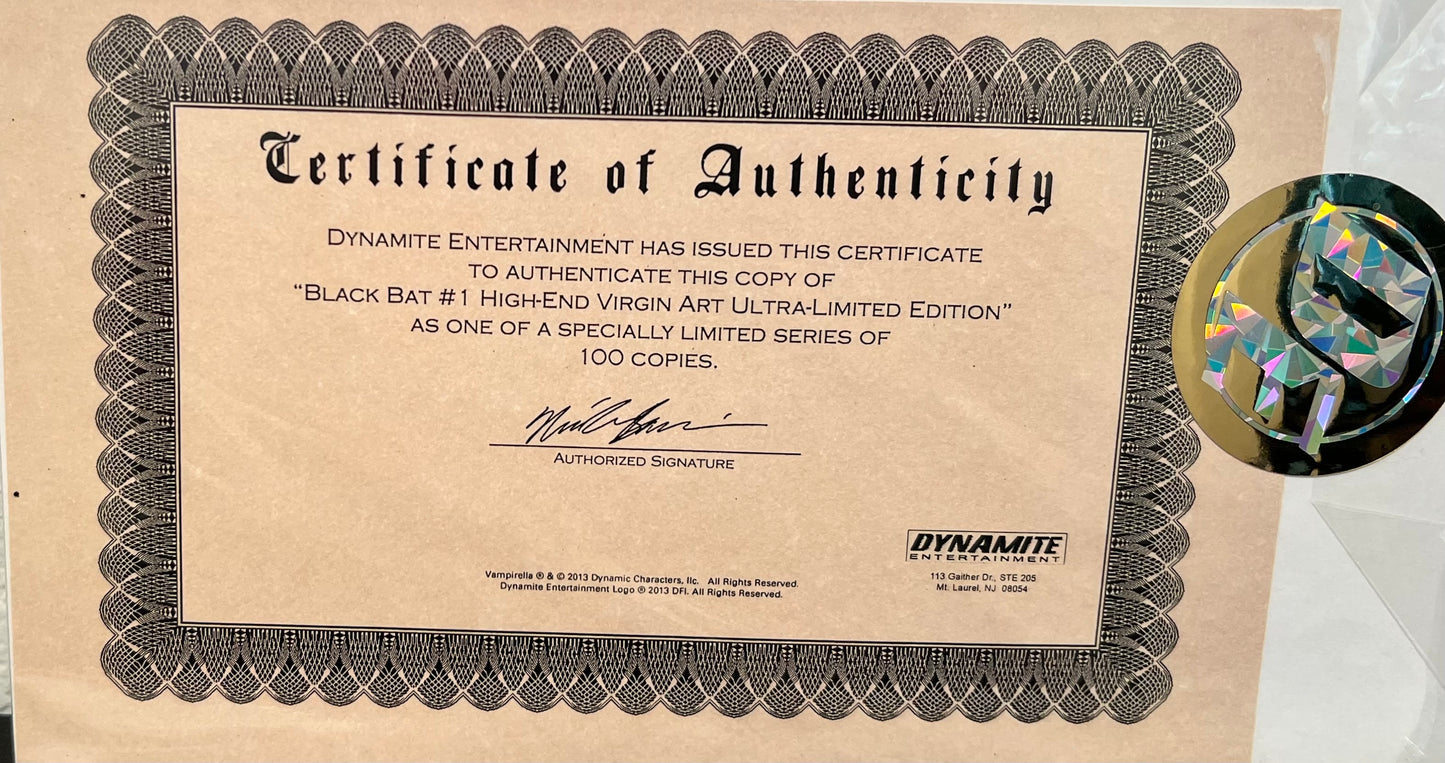 Certificate of Authenticity
DYNAMITE ENTERTAINMENT HAS ISSUED THIS CERTIFICATE
TO AUTHENTICATE THIS COPY OF
“BLACK BAT #1 HIGH-END VIRGIN ART ULTRA-LIMITED EDITION”
AS ONE OF A SPECIALLY LIMITED SERIES OF
100 COPIES.
AUTHORIZED SIGNATURE
DYNAMITE
ENTERTAINMENT
113 Gaither Dr., STE 205
Mt. Laurel, NJ 08054
Vampirella ® & © 2013 Dynamic Characters, llc. All Rights Reserved.
Dynamite Entertainment Logo ® 2013 DFI. All Rights Reserved.